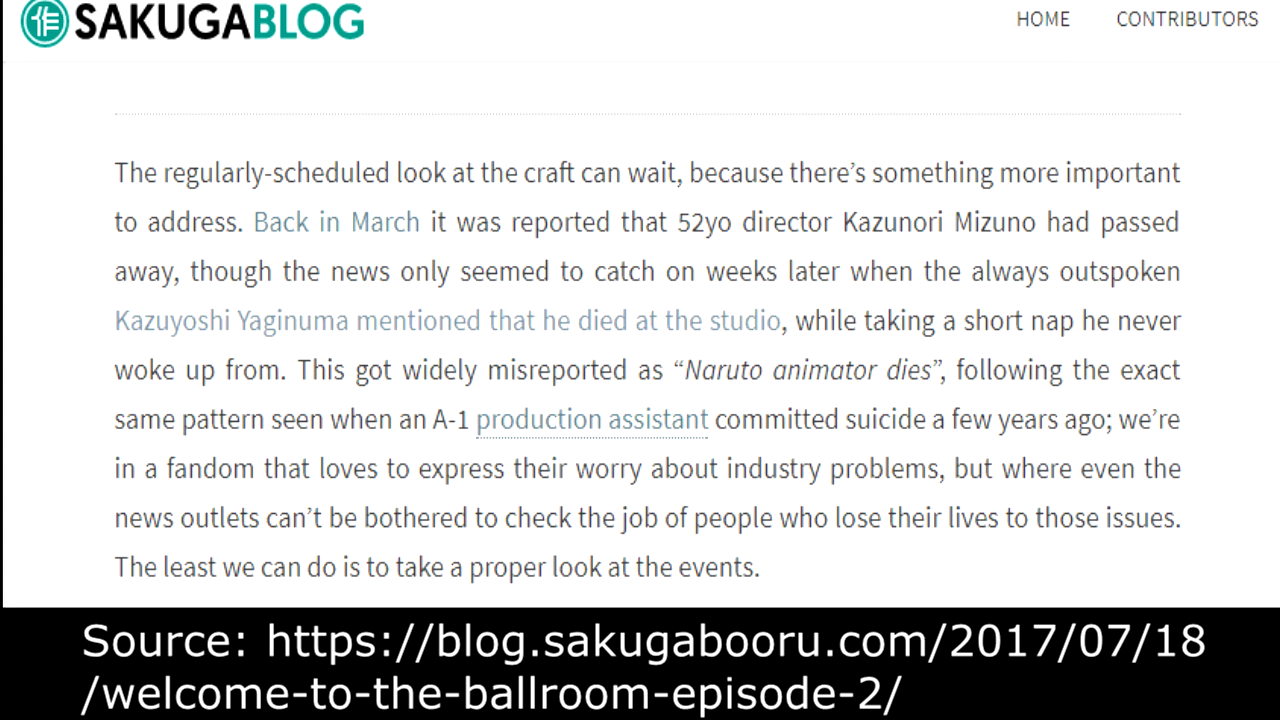 SAKUGABLOG
HOME CONTRIBUTORS
The regularly-scheduled look at the craft can wait, because there’s something more important
to address. Back in March it was reported that 52yo director Kazunori Mizuno had passed
away, though the news only seemed to catch on weeks later when the always outspoken
Kazuyoshi Yaginuma mentioned that he died at the studio, while taking a short nap he never
woke up from. This got widely misreported as “Naruto animator dies”, following the exact
same pattern seen when an A-1 production assistant committed suicide a few years ago; we’re
in a fandom that loves to express their worry about industry problems, but where even the
news outlets can’t be bothered to check the job of people who lose their lives to those issues.
The least we can do is to take a proper look at the events.
Source: https://blog.sakugabooru.com/2017/07/18
/welcome-to-the-ballroom-episode-2/